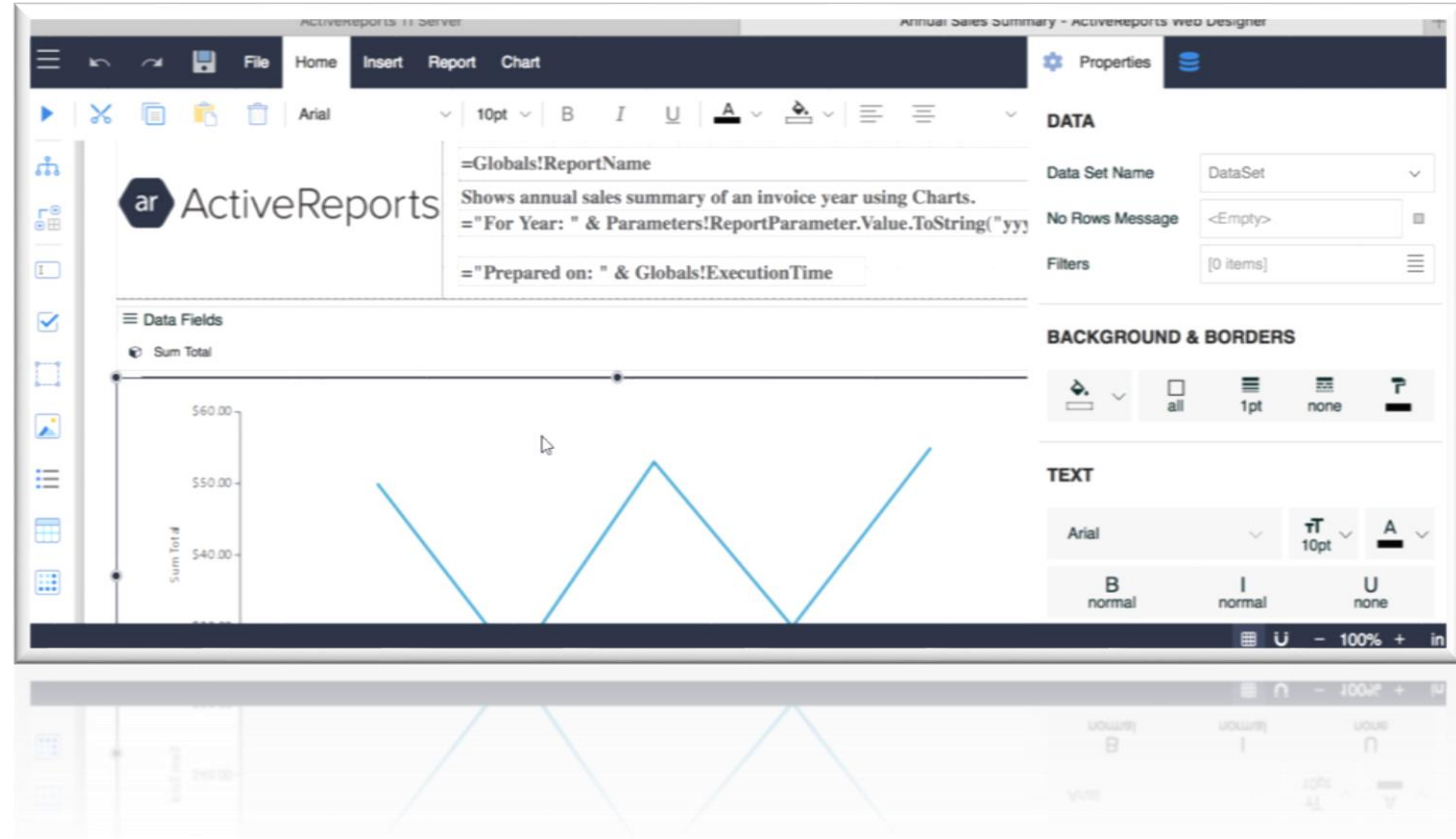 ActiveReports 11 Server
Annual Sales Summary - ActiveReports Web Designer
File Home Insert Report Chart
Properties
Arial 10pt B I U A
DATA
ar ActiveReports
=Globals!ReportName
Shows annual sales summary of an invoice year using Charts.
="For Year: " & Parameters!ReportParameter.Value.ToString("yyy
="Prepared on: " & Globals!ExecutionTime
Data Set Name DataSet
No Rows Message <Empty>
Filters [0 items]
Data Fields
Sum Total
BACKGROUND & BORDERS
all 1pt none
$60.00
$50.00
$40.00
Sum Total
TEXT
Arial TT 10pt A
B I U
normal normal none
- 100% + in